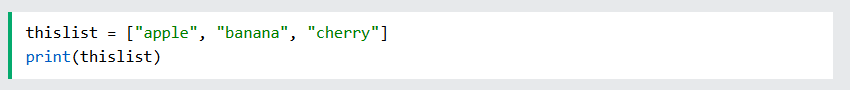 thislist = ["apple", "banana", "cherry"]
print(thislist)